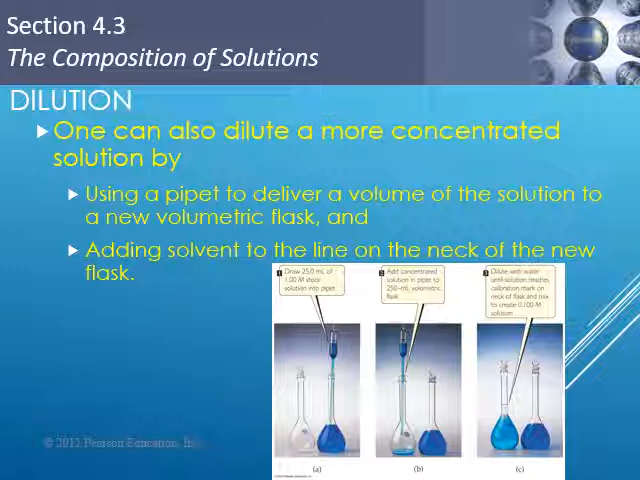 Section 4.3
The Composition of Solutions
DILUTION
One can also dilute a more concentrated
solution by
Using a pipet to deliver a volume of the solution to
a new volumetric flask, and
Adding solvent to the line on the neck of the new
flask.
1 Draw 25.0 mL of
1.00 M stock
solution into pipet
2 Add concentrated
solution in pipet to
250-mL volumetric
flask
3 Dilute with water
until solution reaches
calibration mark on
neck of flask and mix
to create 0.100 M
solution
(a)
(b)
(c)
© 2012 Pearson Education, Inc.